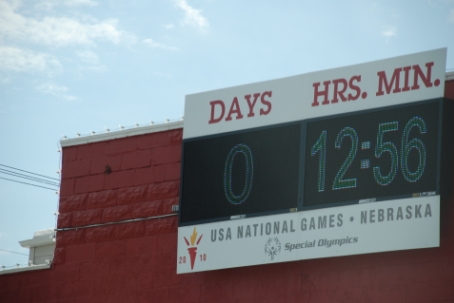 DAYS HRS. MIN.
0 12:56
USA NATIONAL GAMES • NEBRASKA
20 10 Special Olympics